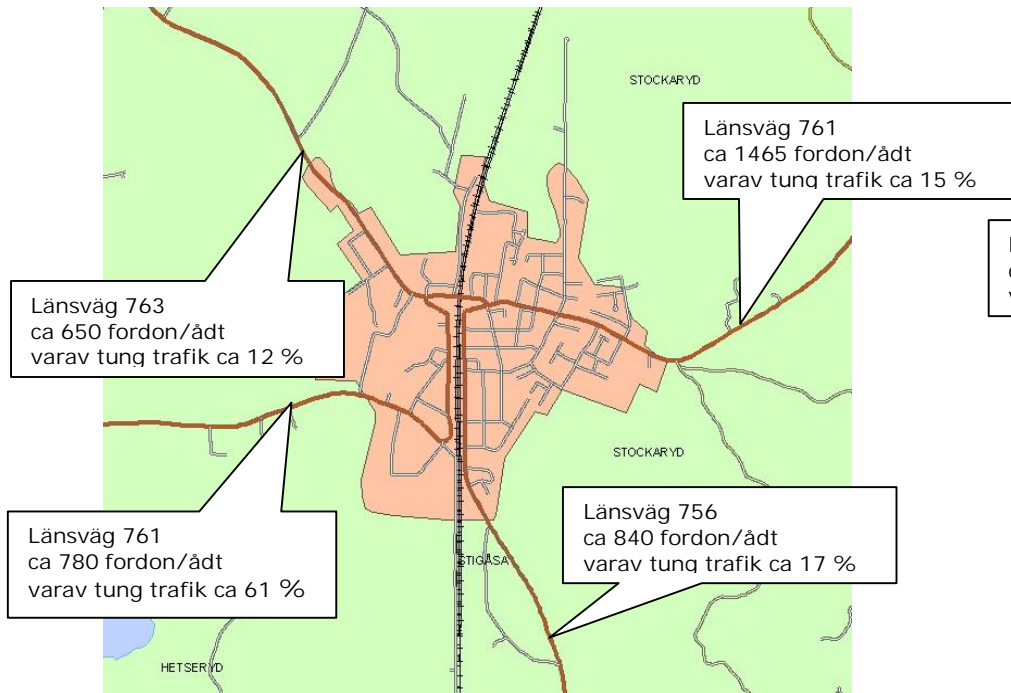 STOCKARYD
Länsväg 761
ca 1465 fordon/ådt
varav tung trafik ca 15 %
Länsväg 763
ca 650 fordon/ådt
varav tung trafik ca 12 %
STOCKARYD
Länsväg 761
ca 780 fordon/ådt
varav tung trafik ca 61 %
Länsväg 756
ca 840 fordon/ådt
varav tung trafik ca 17 %
STIGÅSA
HETSERYD